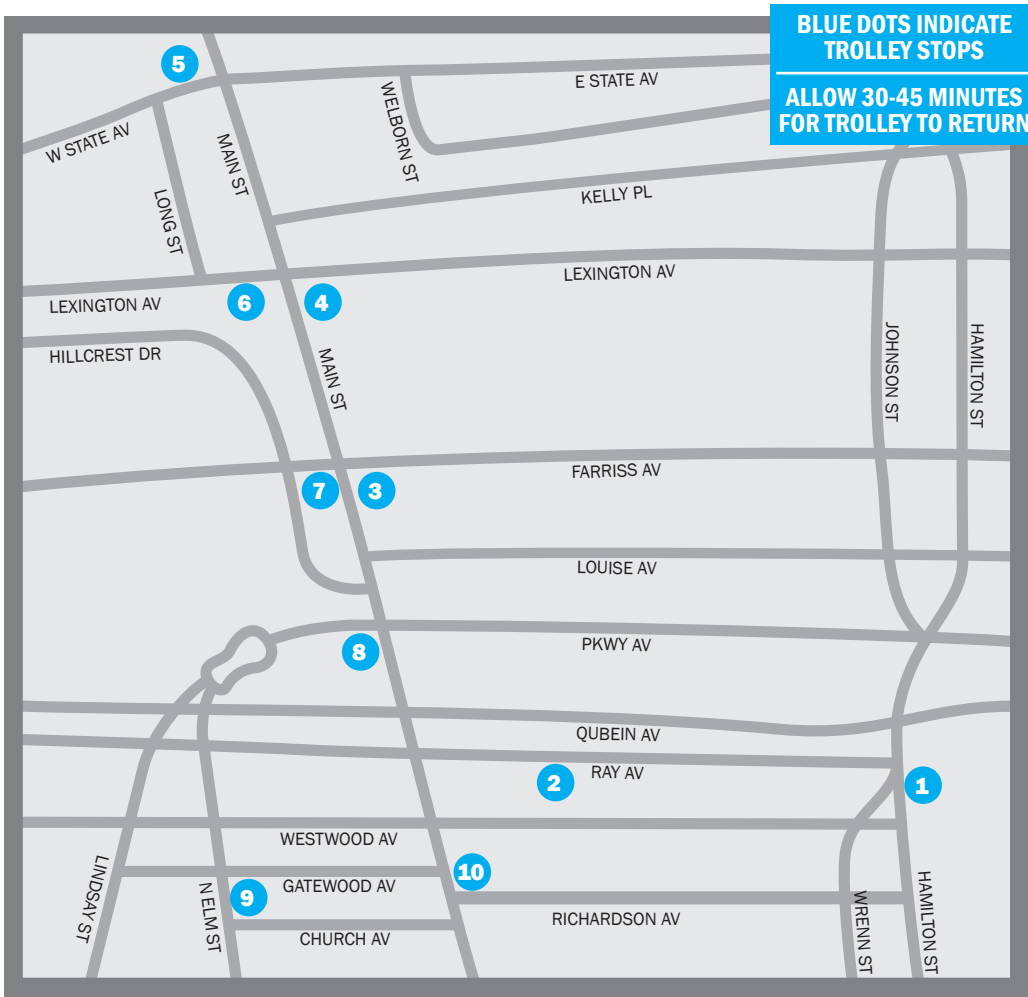 BLUE DOTS INDICATE
TROLLEY STOPS
ALLOW 30-45 MINUTES
FOR TROLLEY TO RETURN
5
E STATE AV
W STATE AV
MAIN ST
WELBORN ST
KELLY PL
LONG ST
LEXINGTON AV
LEXINGTON AV
6
4
HILLCREST DR
MAIN ST
JOHNSON ST
HAMILTON ST
FARRISS AV
7
3
LOUISE AV
PKWY AV
8
QUBEIN AV
RAY AV
2
1
WESTWOOD AV
10
GATEWOOD AV
9
LINDSAY ST
N ELM ST
RICHARDSON AV
WRENN ST
HAMILTON ST
CHURCH AV